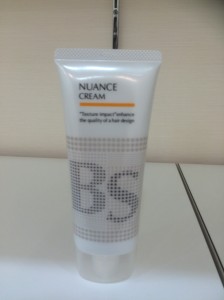 NUANCE
CREAM
"Texture impact" enhance
the quality of a hair design
BS